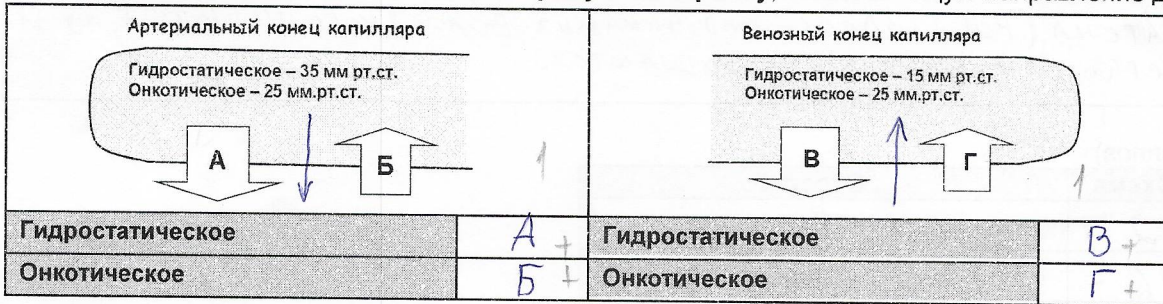 Артериальный конец капилляра
Гидростатическое – 35 мм рт.ст.
Онкотическое – 25 мм.рт.ст.
А
Б
1
Венозный конец капилляра
Гидростатическое – 15 мм рт.ст.
Онкотическое – 25 мм.рт.ст.
В
Г
1
Гидростатическое А + Гидростатическое В +
Онкотическое Б + Онкотическое Г +